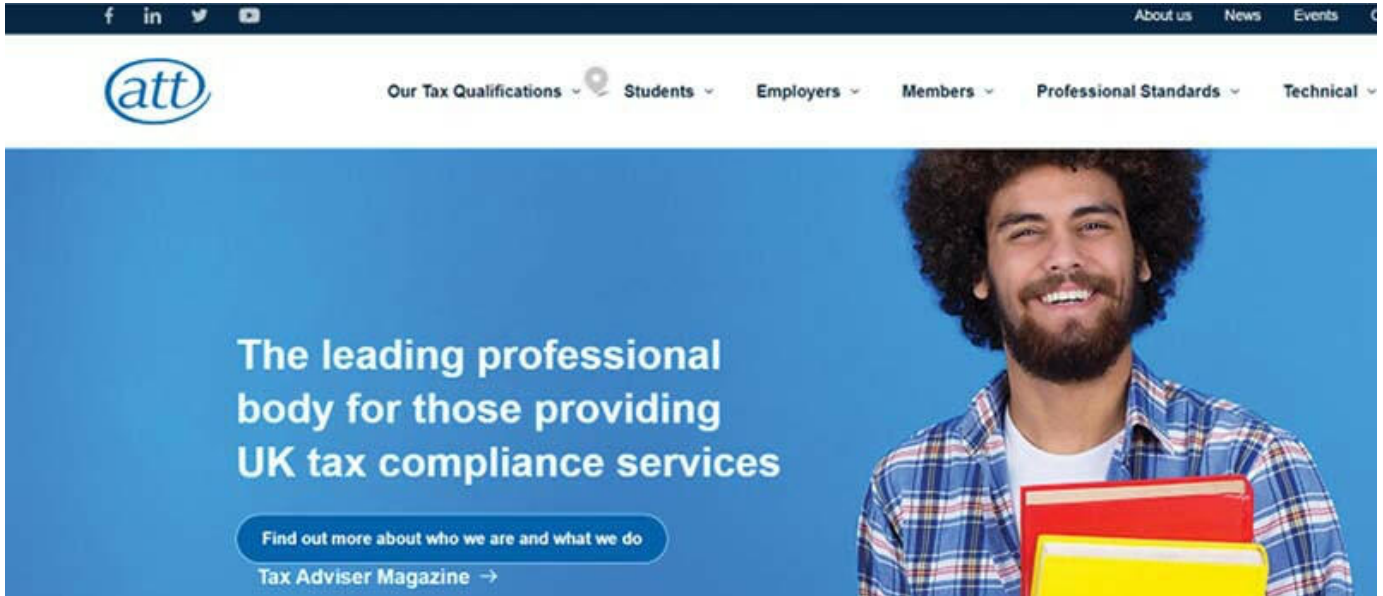 About us News Events
att
Our Tax Qualifications Students Employers Members Professional Standards Technical
The leading professional
body for those providing
UK tax compliance services
Find out more about who we are and what we do
Tax Adviser Magazine →